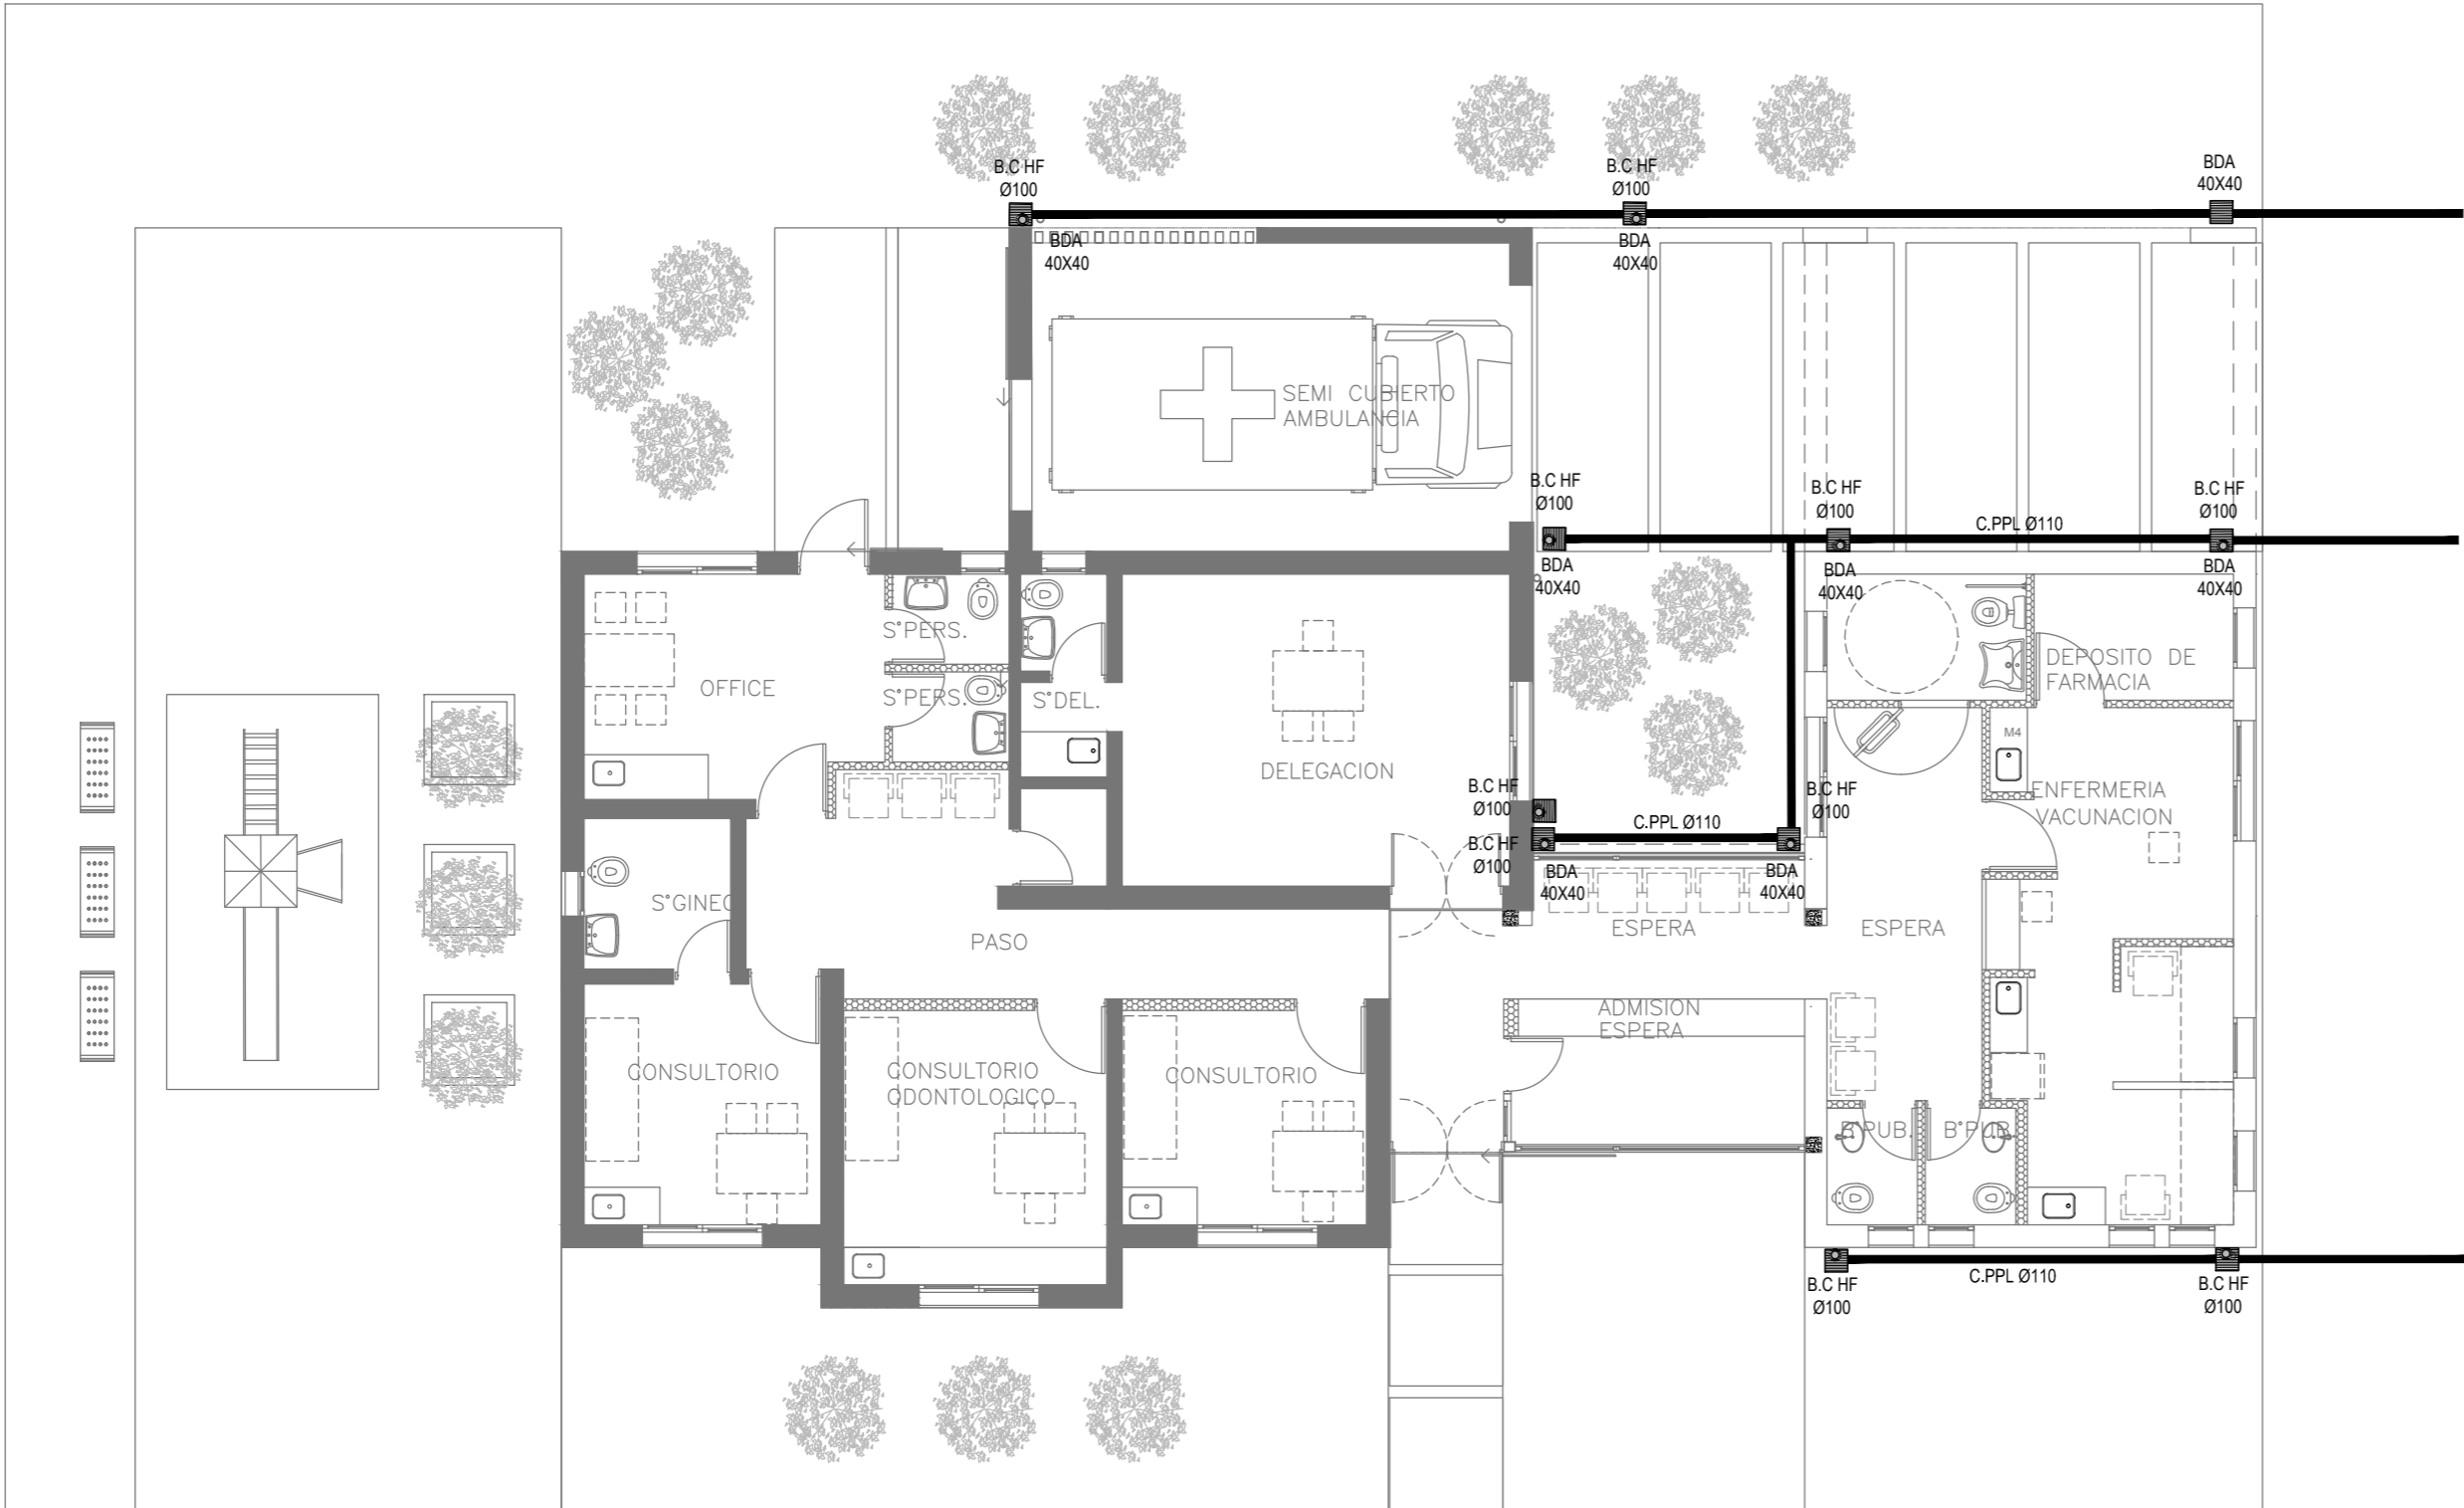 B.C HF
Ø100
B.C HF
Ø100
BDA
40X40
BDA
40X40
BDA
40X40
SEMI CUBIERTO
AMBULANCIA
B.C HF
Ø100
B.C HF
Ø100
B.C HF
Ø100
C.PPL Ø110
BDA
40X40
BDA
40X40
BDA
40X40
S°PERS.
OFFICE
S°PERS.
S°DEL.
DELEGACION
DEPOSITO DE
FARMACIA
M4
ENFERMERIA
VACUNACION
B.C HF
Ø100
B.C HF
Ø100
C.PPL Ø110
B.C HF
Ø100
BDA
40X40
BDA
40X40
S°GINEC
PASO
ESPERA
ESPERA
ADMISION
ESPERA
CONSULTORIO
CONSULTORIO
ODONTOLOGICO
CONSULTORIO
B°PUB.
B°PUB.
B.C HF
Ø100
C.PPL Ø110
B.C HF
Ø100